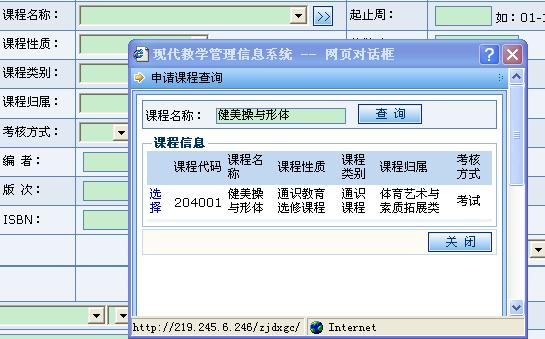 课程名称：
>>
起止周：
如：01-1
课程性质：
课程类别：
课程归属：
考核方式：
编 者：
版 次：
ISBN：
现代教学管理信息系统 -- 网页对话框
申请课程查询
课程名称： 健美操与形体 查 询
课程信息
课程代码 课程名称 课程性质 课程类别 课程归属 考核方式
选择 204001 健美操与形体 通识教育选修课程 通识课程 体育艺术与素质拓展类 考试
关 闭
http://219.245.6.246/zjdxgc/ Internet